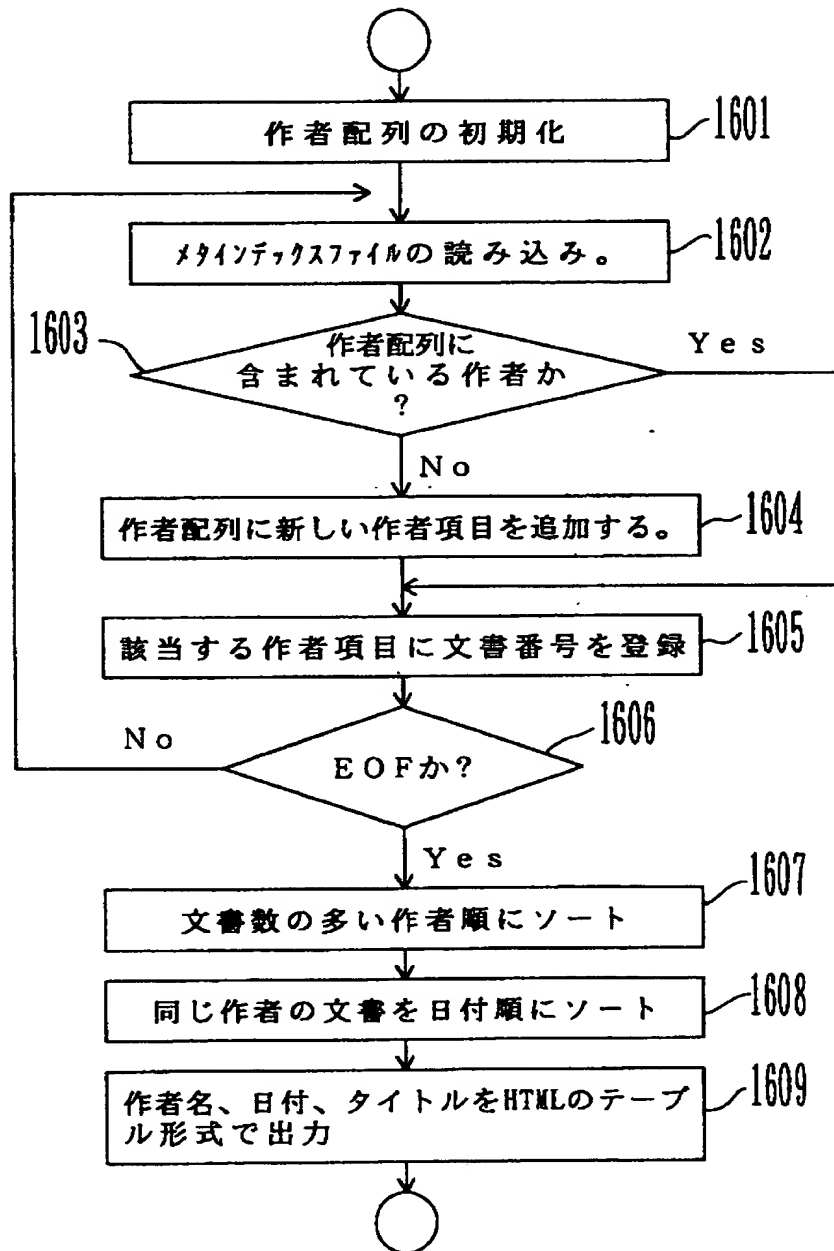 作者配列の初期化
1601
メタインデックスファイルの読み込み。
1602
1603
作者配列に
含まれている作者か
?
Yes
No
作者配列に新しい作者項目を追加する。
1604
該当する作者項目に文書番号を登録
1605
No
EOFか?
1606
Yes
文書数の多い作者順にソート
1607
同じ作者の文書を日付順にソート
1608
作者名、日付、タイトルをHTMLのテーブ
ル形式で出力
1609